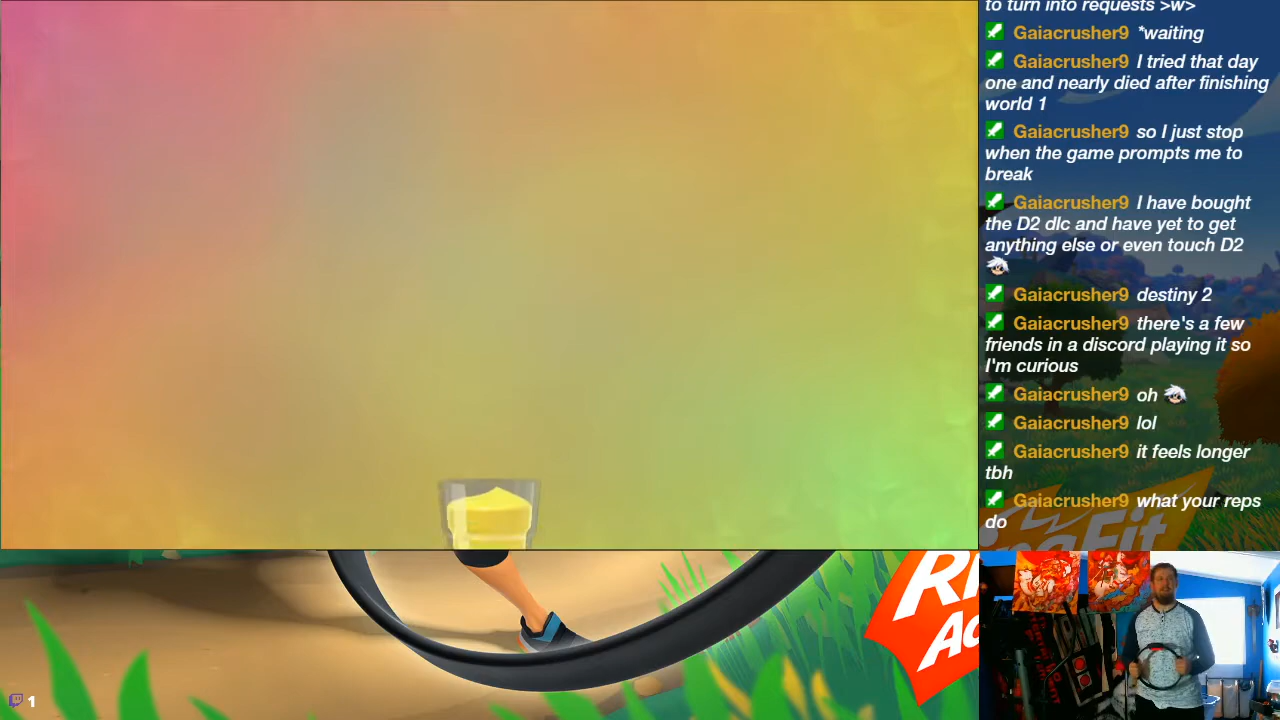 to turn into requests >w>
Gaiacrusher9 *waiting
Gaiacrusher9 I tried that day
one and nearly died after finishing
world 1
Gaiacrusher9 so I just stop
when the game prompts me to
break
Gaiacrusher9 I have bought
the D2 dlc and have yet to get
anything else or even touch D2
Gaiacrusher9 destiny 2
Gaiacrusher9 there's a few
friends in a discord playing it so
I'm curious
Gaiacrusher9 oh
Gaiacrusher9 lol
Gaiacrusher9 it feels longer
tbh
Gaiacrusher9 what your reps
do
1